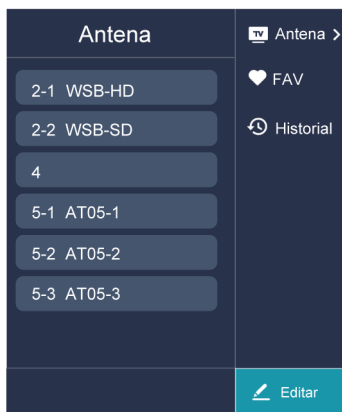 Antena
2-1 WSB-HD
2-2 WSB-SD
4
5-1 AT05-1
5-2 AT05-2
5-3 AT05-3
TV Antena >
FAV
Historial
Editar